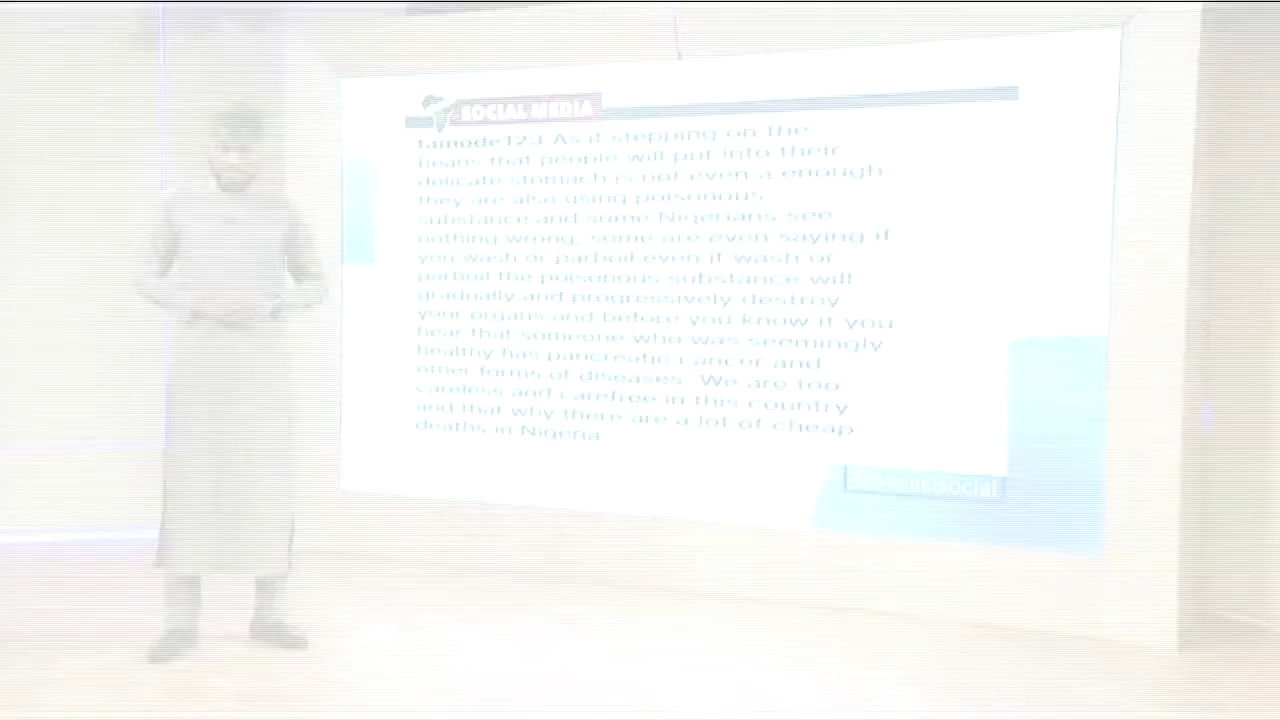 SOCIAL MEDIA
tamode123 As if stepping on the
beans that people will put into their
delicate stomach is not even a enough
they are also using poisonous
substance and some Nigerians see
nothing wrong, some are even saying if
you wash or parboil even if wash or
parboil the poisonous substance will
gradually and progressively destroy
your organs and before you know it you
hear that someone who was seemingly
healthy has pancreatic cancer and
other forms of diseases. We are too
careless and carefree in this country
and that why there are a lot of cheap
deaths in Nigeria